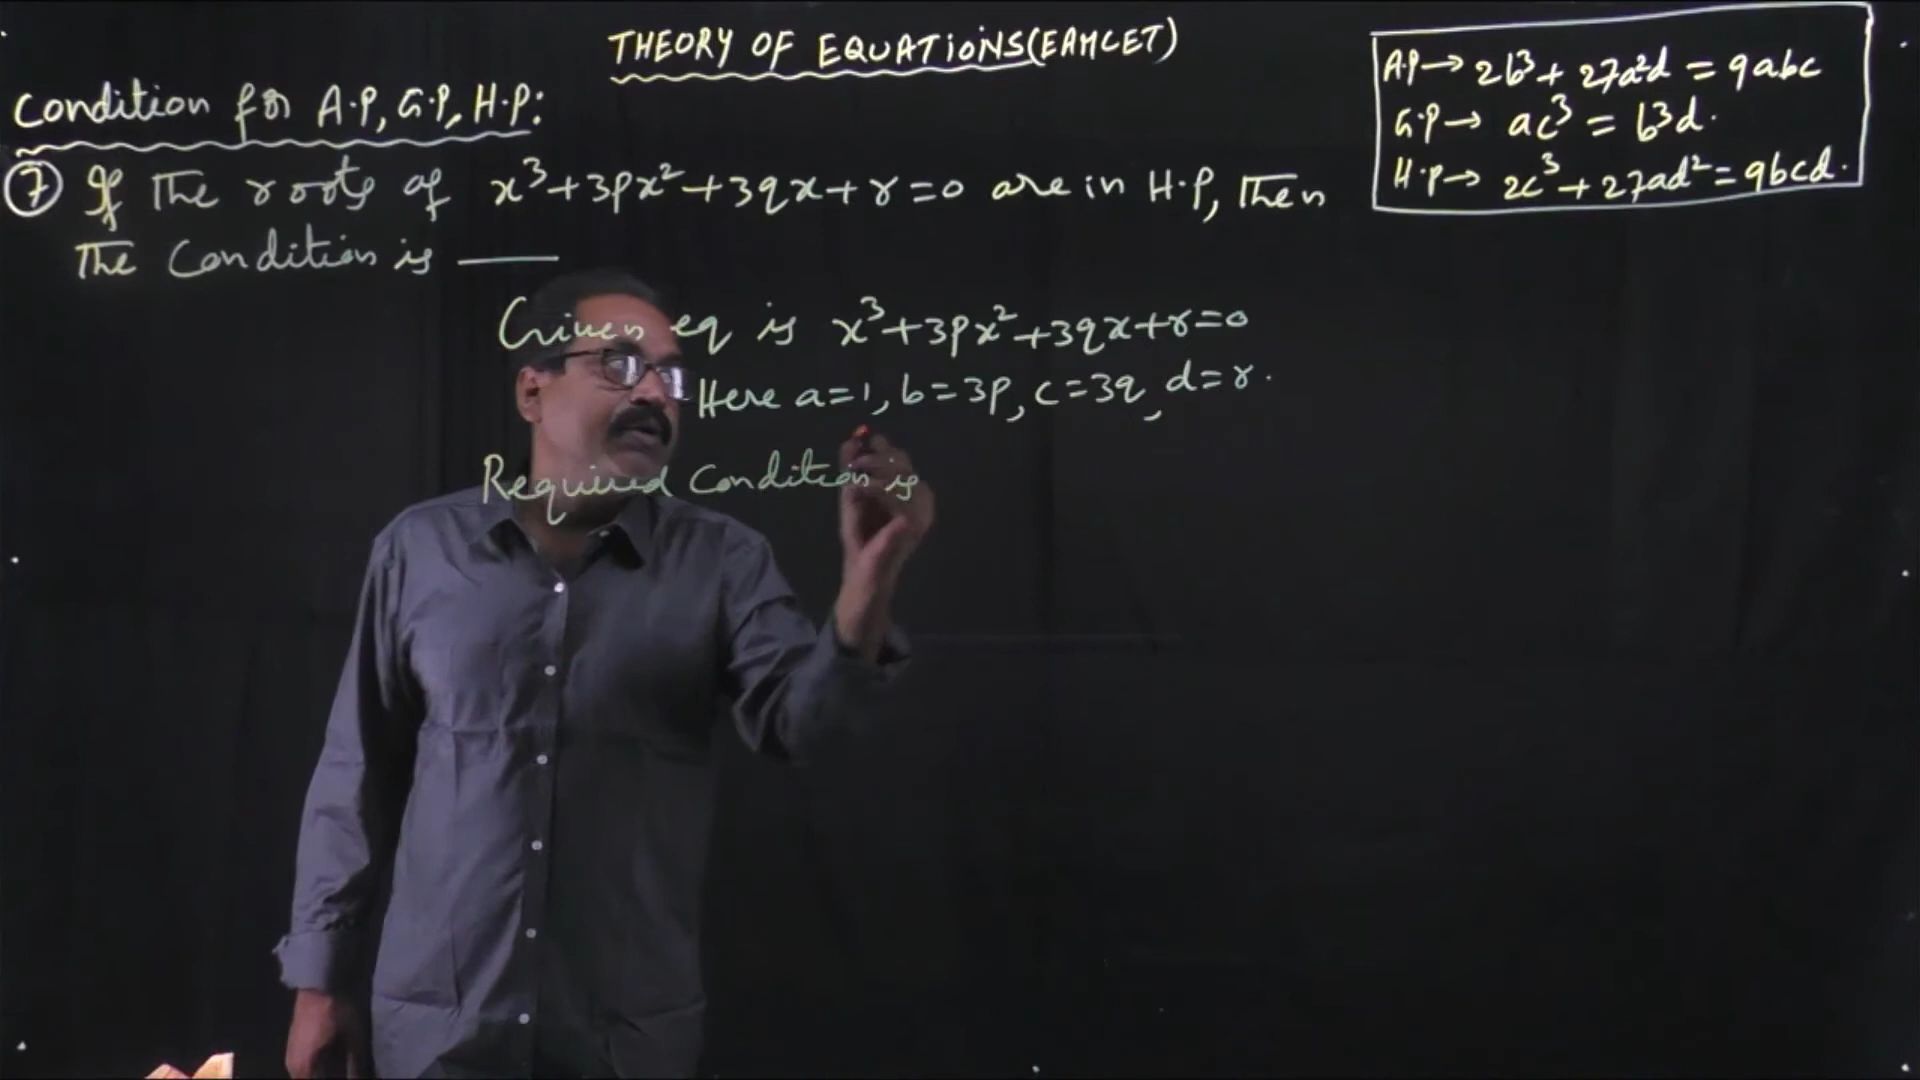 THEORY OF EQUATIONS(EAMCET)
Condition for A.P, G.P, H.P:
A.P → 2b³ + 27a²d = 9abc
G.P → ac³ = b³d.
H.P → 2c³ + 27ad² = 9bcd.
⑦ If The roots of x³+3px²+3qx+r=0 are in H.P, Then
The Condition is ____
Given eq is x³+3px²+3qx+r=0
Here a=1, b=3p, c=3q, d=r.
Required Condition is